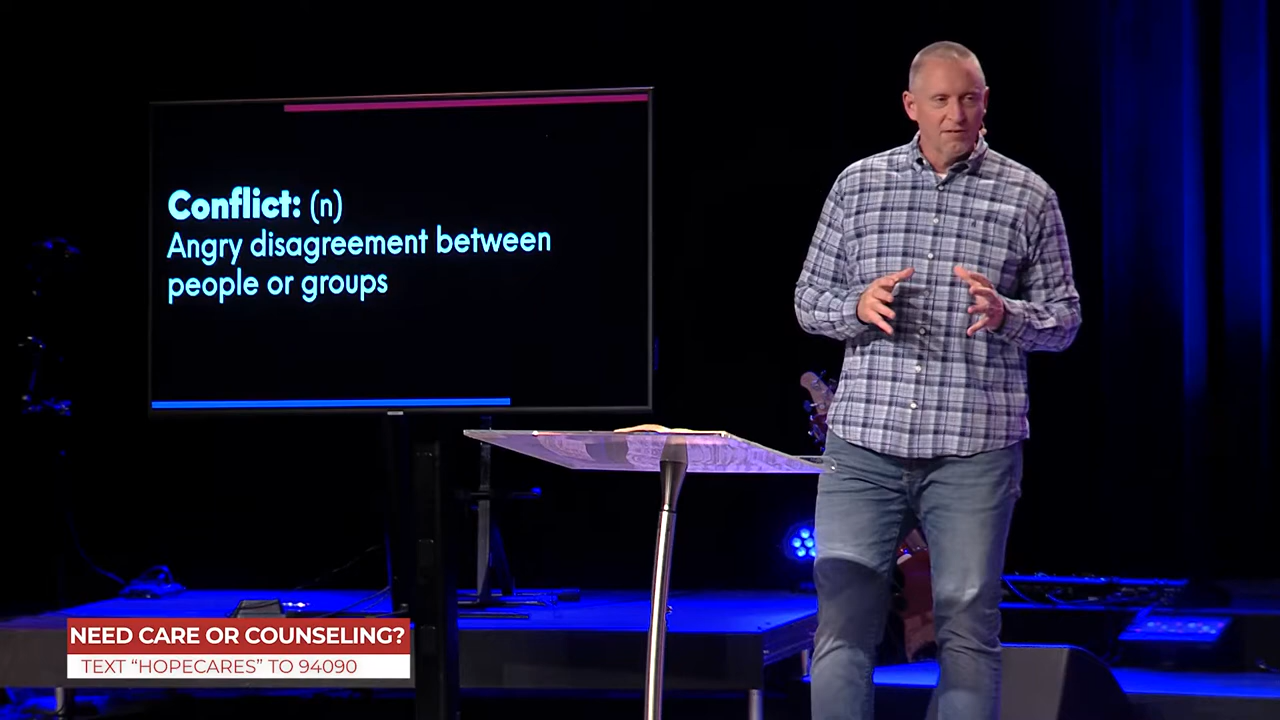 Conflict: (n)
Angry disagreement between
people or groups
NEED CARE OR COUNSELING?
TEXT “HOPECARES” TO 94090